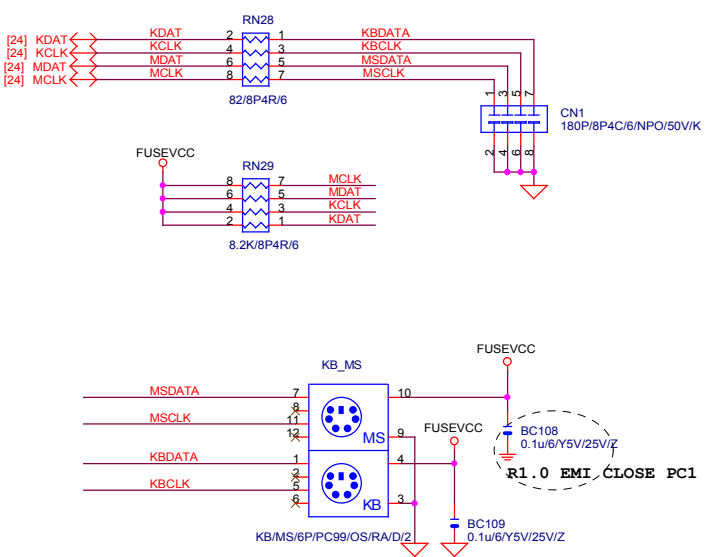 RN28
[24] KDAT KDAT 2 1 KBDATA
[24] KCLK KCLK 4 3 KBCLK
[24] MDAT MDAT 6 5 MSDATA
[24] MCLK MCLK 8 7 MSCLK
82/8P4R/6
1 3 5 7
CN1
180P/8P4C/6/NPO/50V/K
2 4 6 8
FUSEVCC
RN29
8 7 MCLK
6 5 MDAT
4 3 KCLK
2 1 KDAT
8.2K/8P4R/6
FUSEVCC
KB_MS
MSDATA 7 10
8
MSCLK 11
12 MS 9
FUSEVCC
BC108
0.1u/6/Y5V/25V/Z
R1.0 EMI CLOSE PC1
KBDATA 1 4
2
KBCLK 5
6 KB 3
KB/MS/6P/PC99/OS/RA/D/2
BC109
0.1u/6/Y5V/25V/Z